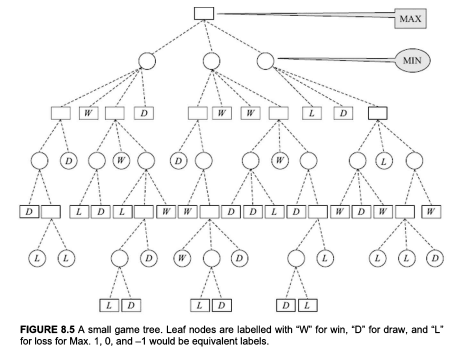 MAX
MIN
W D W W L D
D W D W L
D L D L W W D D L D W D W W
L L D W D L L L D
L D L D D L
FIGURE 8.5 A small game tree. Leaf nodes are labelled with “W” for win, “D” for draw, and “L”
for loss for Max. 1, 0, and –1 would be equivalent labels.